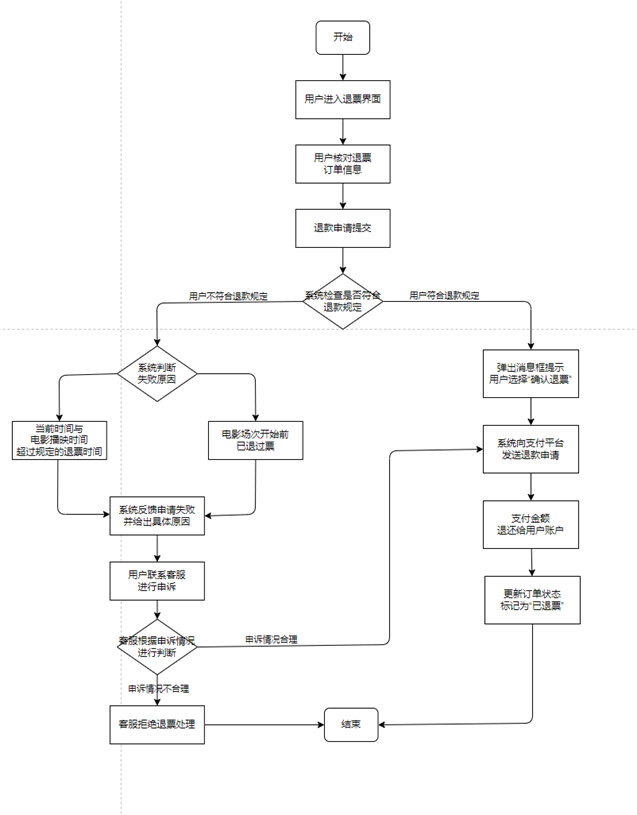 开始
用户进入退票界面
用户核对退票
订单信息
退款申请提交
系统检查是否符合
退款规定
用户不符合退款规定
用户符合退款规定
系统判断
失败原因
弹出消息框提示
用户选择“确认退票”
当前时间与
电影播映时间
超过规定的退票时间
电影场次开始前
已退过票
系统向支付平台
发送退款申请
系统反馈申请失败
并给出具体原因
支付金额
退还给用户账户
用户联系客服
进行申诉
更新订单状态
标记为“已退票”
客服根据申诉情况
进行判断
申诉情况合理
申诉情况不合理
客服拒绝退票处理
结束